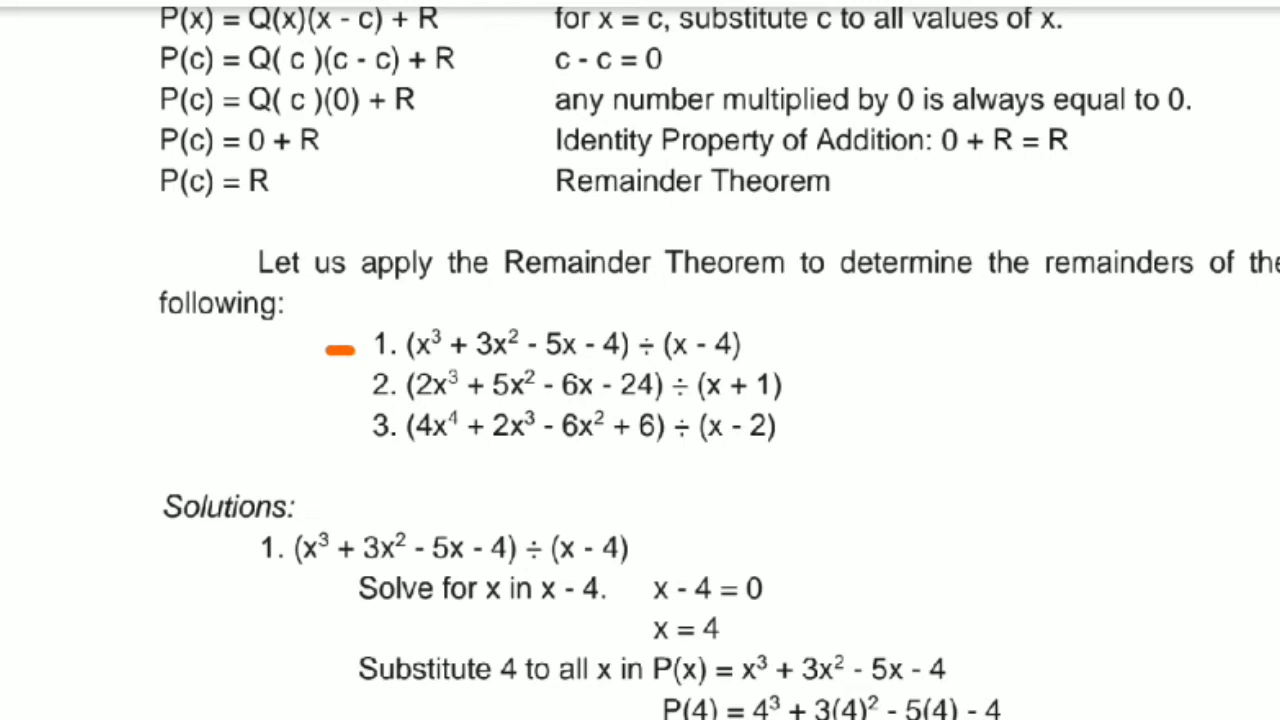 P(x) = Q(x)(x - c) + R for x = c, substitute c to all values of x.
P(c) = Q( c )(c - c) + R c - c = 0
P(c) = Q( c )(0) + R any number multiplied by 0 is always equal to 0.
P(c) = 0 + R Identity Property of Addition: 0 + R = R
P(c) = R Remainder Theorem
Let us apply the Remainder Theorem to determine the remainders of the
following:
1. (x³ + 3x² - 5x - 4) ÷ (x - 4)
2. (2x³ + 5x² - 6x - 24) ÷ (x + 1)
3. (4x⁴ + 2x³ - 6x² + 6) ÷ (x - 2)
Solutions:
1. (x³ + 3x² - 5x - 4) ÷ (x - 4)
Solve for x in x - 4. x - 4 = 0
x = 4
Substitute 4 to all x in P(x) = x³ + 3x² - 5x - 4
P(4) = 4³ + 3(4)² - 5(4) - 4